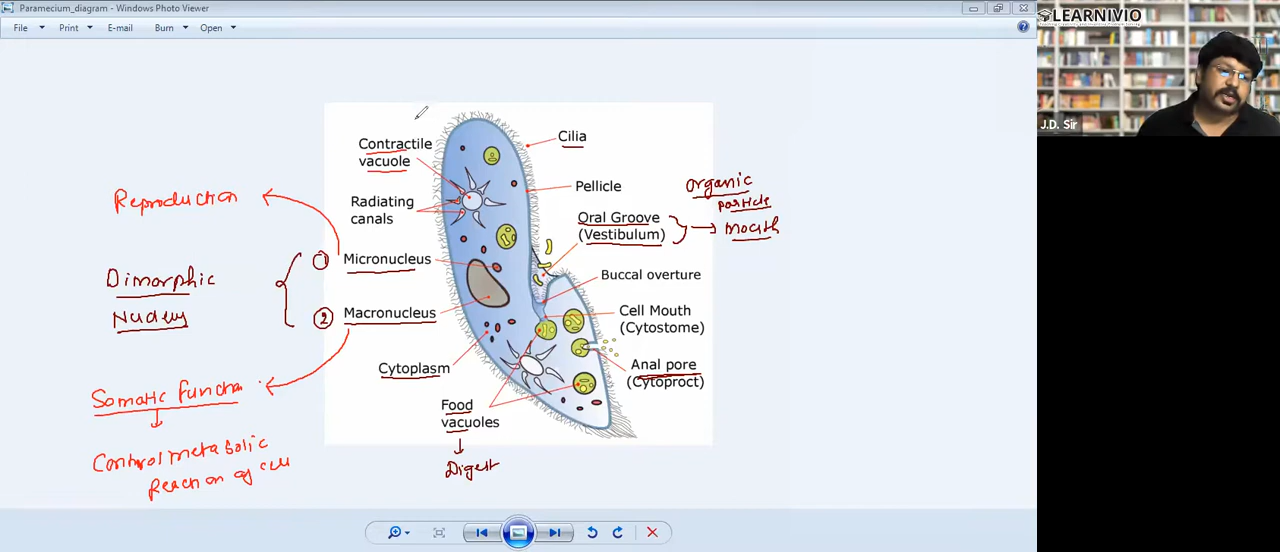 Paramecium_diagram - Windows Photo Viewer
File Print E-mail Burn Open
LEARNIVIO
J.D. Sir
Contractile
vacuole
Radiating
canals
① Micronucleus
② Macronucleus
Cytoplasm
Food
vacuoles
Digest
Cilia
Pellicle
Oral Groove
(Vestibulum)
Buccal overture
Cell Mouth
(Cytostome)
Anal pore
(Cytoproct)
organic
particle
mouth
Reproduction
Dimorphic
Nucleus
Somatic function
Control metabolic
Reaction of cell